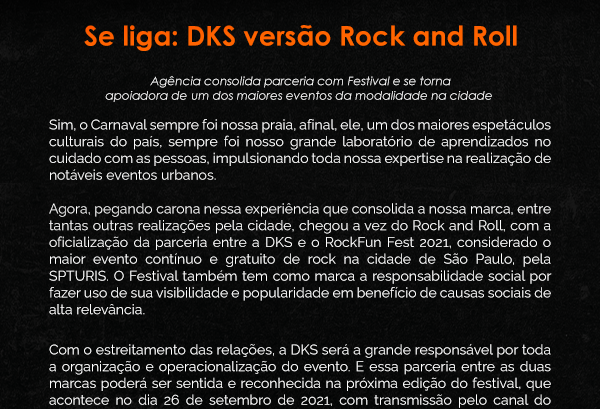 Se liga: DKS versão Rock and Roll
Agência consolida parceria com Festival e se torna
apoiadora de um dos maiores eventos da modalidade na cidade
Sim, o Carnaval sempre foi nossa praia, afinal, ele, um dos maiores espetáculos
culturais do país, sempre foi nosso grande laboratório de aprendizados no
cuidado com as pessoas, impulsionando toda nossa expertise na realização de
notáveis eventos urbanos.
Agora, pegando carona nessa experiência que consolida a nossa marca, entre
tantas outras realizações pela cidade, chegou a vez do Rock and Roll, com a
oficialização da parceria entre a DKS e o RockFun Fest 2021, considerado o
maior evento contínuo e gratuito de rock na cidade de São Paulo, pela
SPTURIS. O Festival também tem como marca a responsabilidade social por
fazer uso de sua visibilidade e popularidade em benefício de causas sociais de
alta relevância.
Com o estreitamento das relações, a DKS será a grande responsável por toda
a organização e operacionalização do evento. E essa parceria entre as duas
marcas poderá ser sentida e reconhecida na próxima edição do festival, que
acontece no dia 26 de setembro de 2021, com transmissão pelo canal do